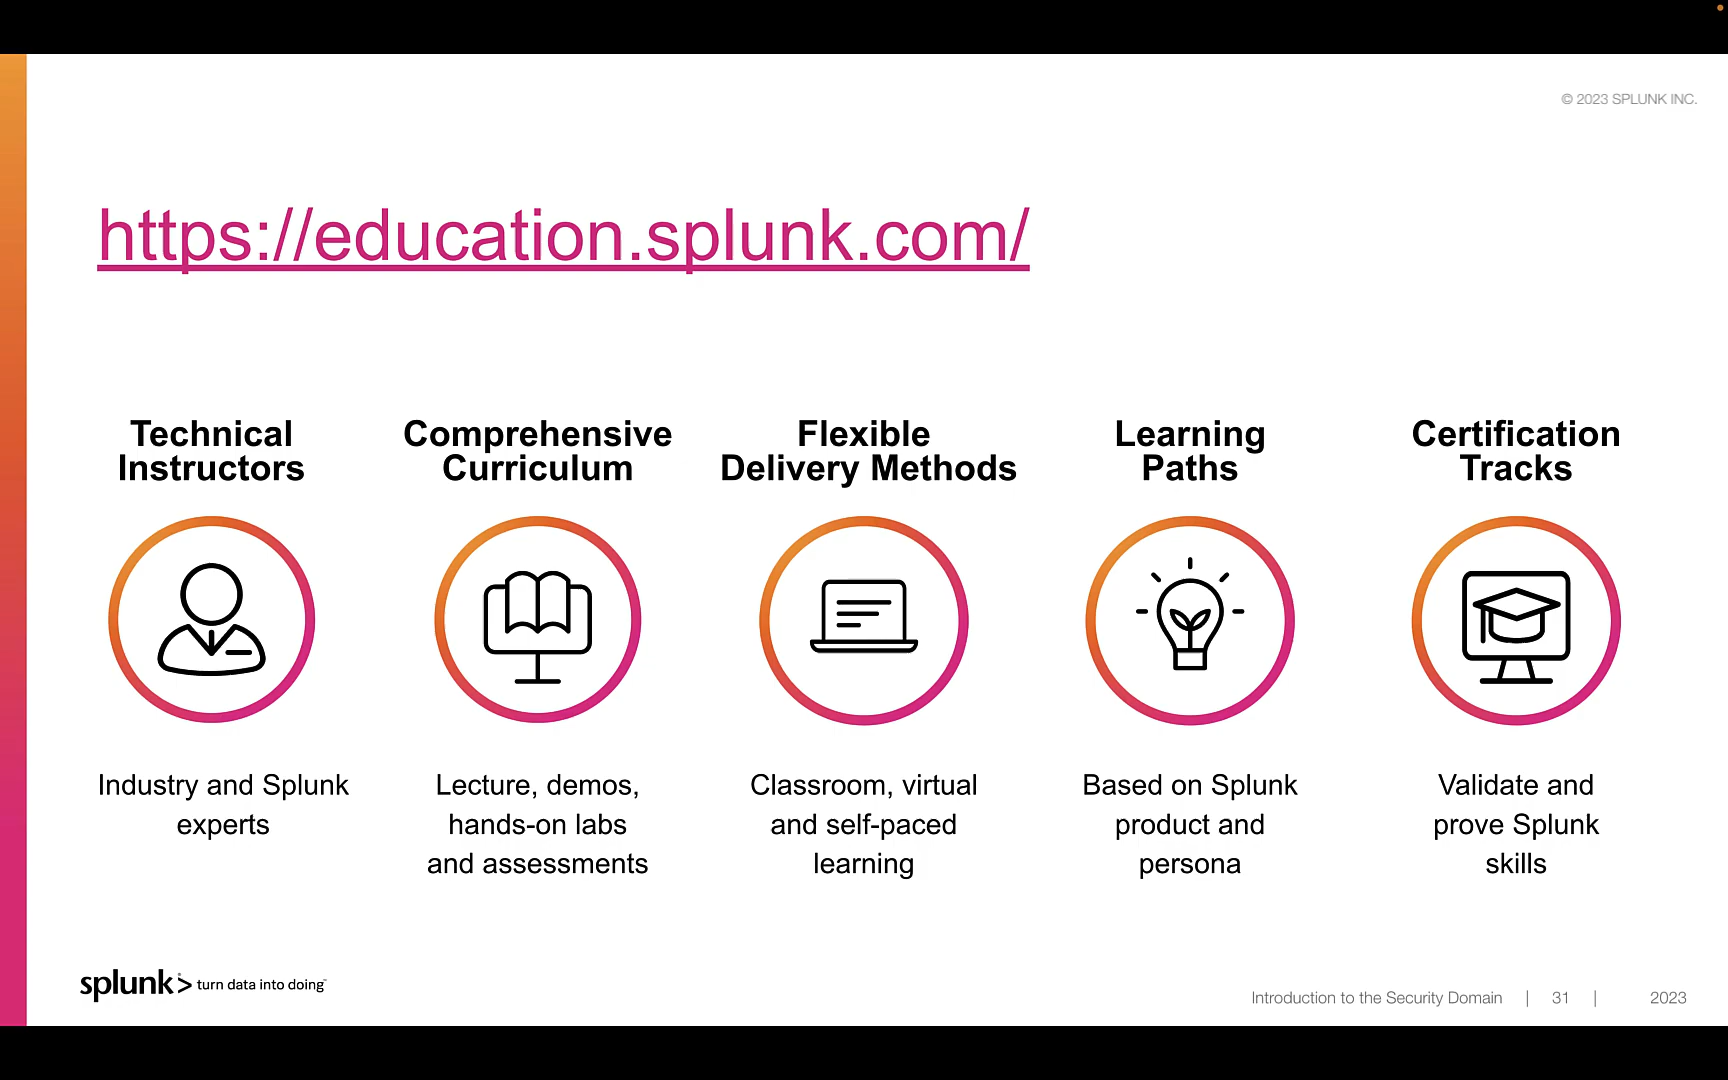 © 2023 SPLUNK INC.
https://education.splunk.com/
Technical
Instructors
Industry and Splunk
experts
Comprehensive
Curriculum
Lecture, demos,
hands-on labs
and assessments
Flexible
Delivery Methods
Classroom, virtual
and self-paced
learning
Learning
Paths
Based on Splunk
product and
persona
Certification
Tracks
Validate and
prove Splunk
skills
splunk> turn data into doing™
Introduction to the Security Domain | 31 | 2023